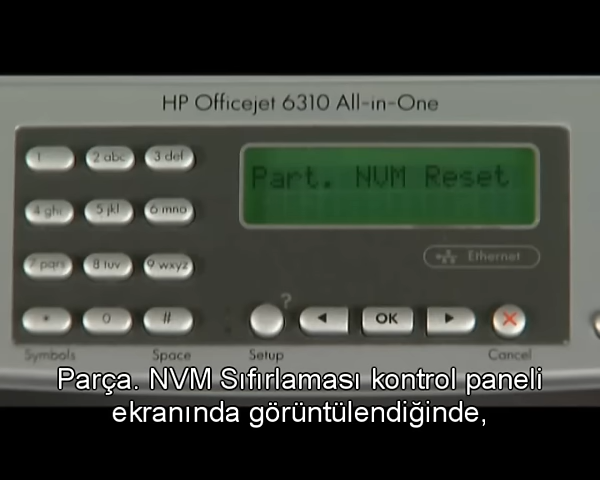 HP Officejet 6310 All-in-One
1
2 abc
3 def
Part. NVM Reset
4 ghi
5 jkl
6 mno
7 pqrs
8 tuv
9 wxyz
Ethernet
*
0
#
?
OK
Symbols
Space
Setup
Cancel
Parça. NVM Sıfırlaması kontrol paneli
ekranında görüntülendiğinde,